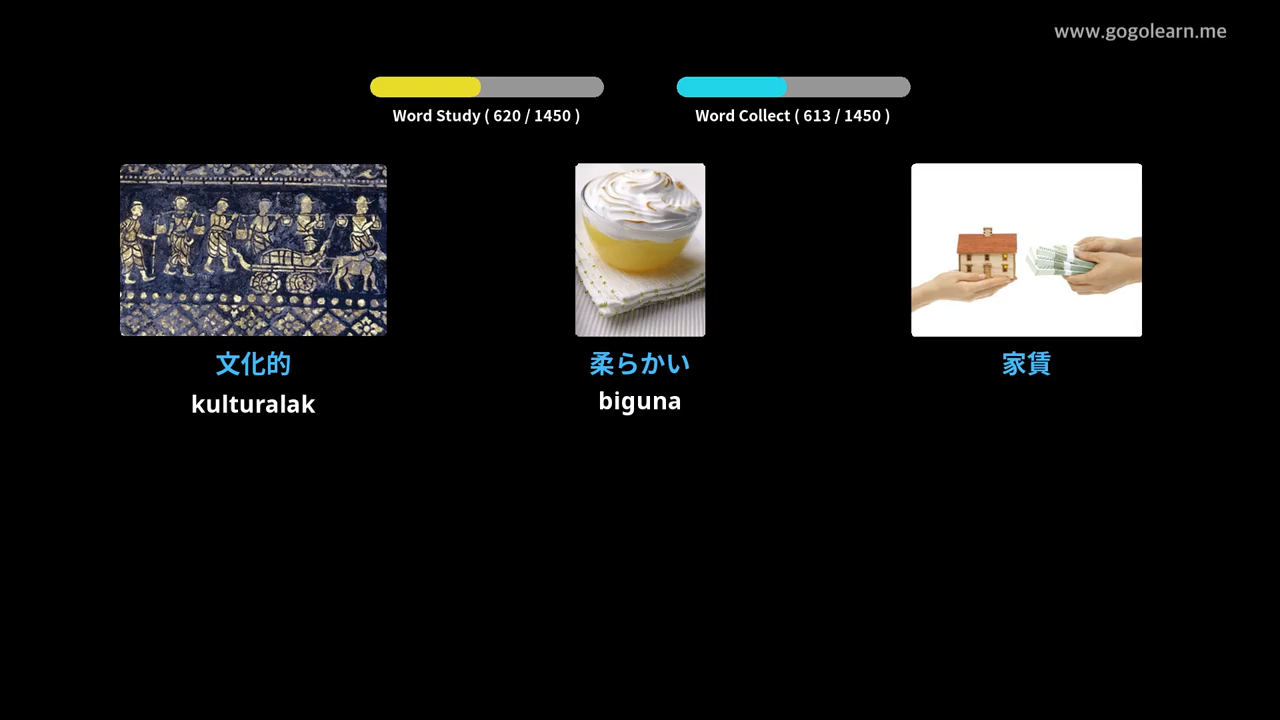 www.gogolearn.me
Word Study ( 620 / 1450 )
Word Collect ( 613 / 1450 )
文化的
柔らかい
家賃
kulturalak
biguna